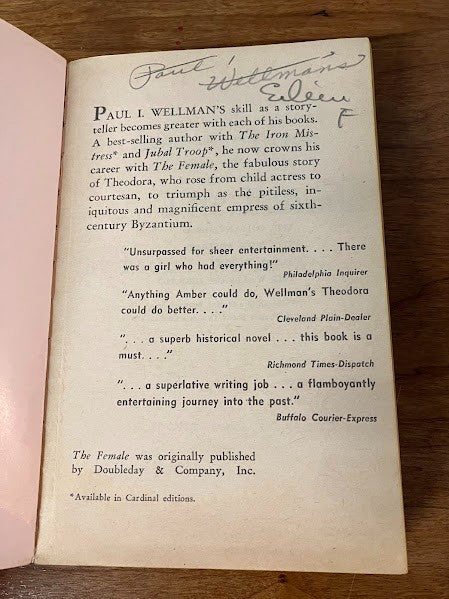 Paul Wellman's
Eileen
F
PAUL I. WELLMAN'S skill as a story-
teller becomes greater with each of his books.
A best-selling author with The Iron Mis-
tress* and Jubal Troop*, he now crowns his
career with The Female, the fabulous story
of Theodora, who rose from child actress to
courtesan, to triumph as the pitiless, in-
iquitous and magnificent empress of sixth-
century Byzantium.
"Unsurpassed for sheer entertainment. . . . There
was a girl who had everything!"
Philadelphia Inquirer
"Anything Amber could do, Wellman's Theodora
could do better. . . ."
Cleveland Plain-Dealer
". . . a superb historical novel . . . this book is a
must. . . ."
Richmond Times-Dispatch
". . . a superlative writing job . . . a flamboyantly
entertaining journey into the past."
Buffalo Courier-Express
The Female was originally published
by Doubleday & Company, Inc.
*Available in Cardinal editions.